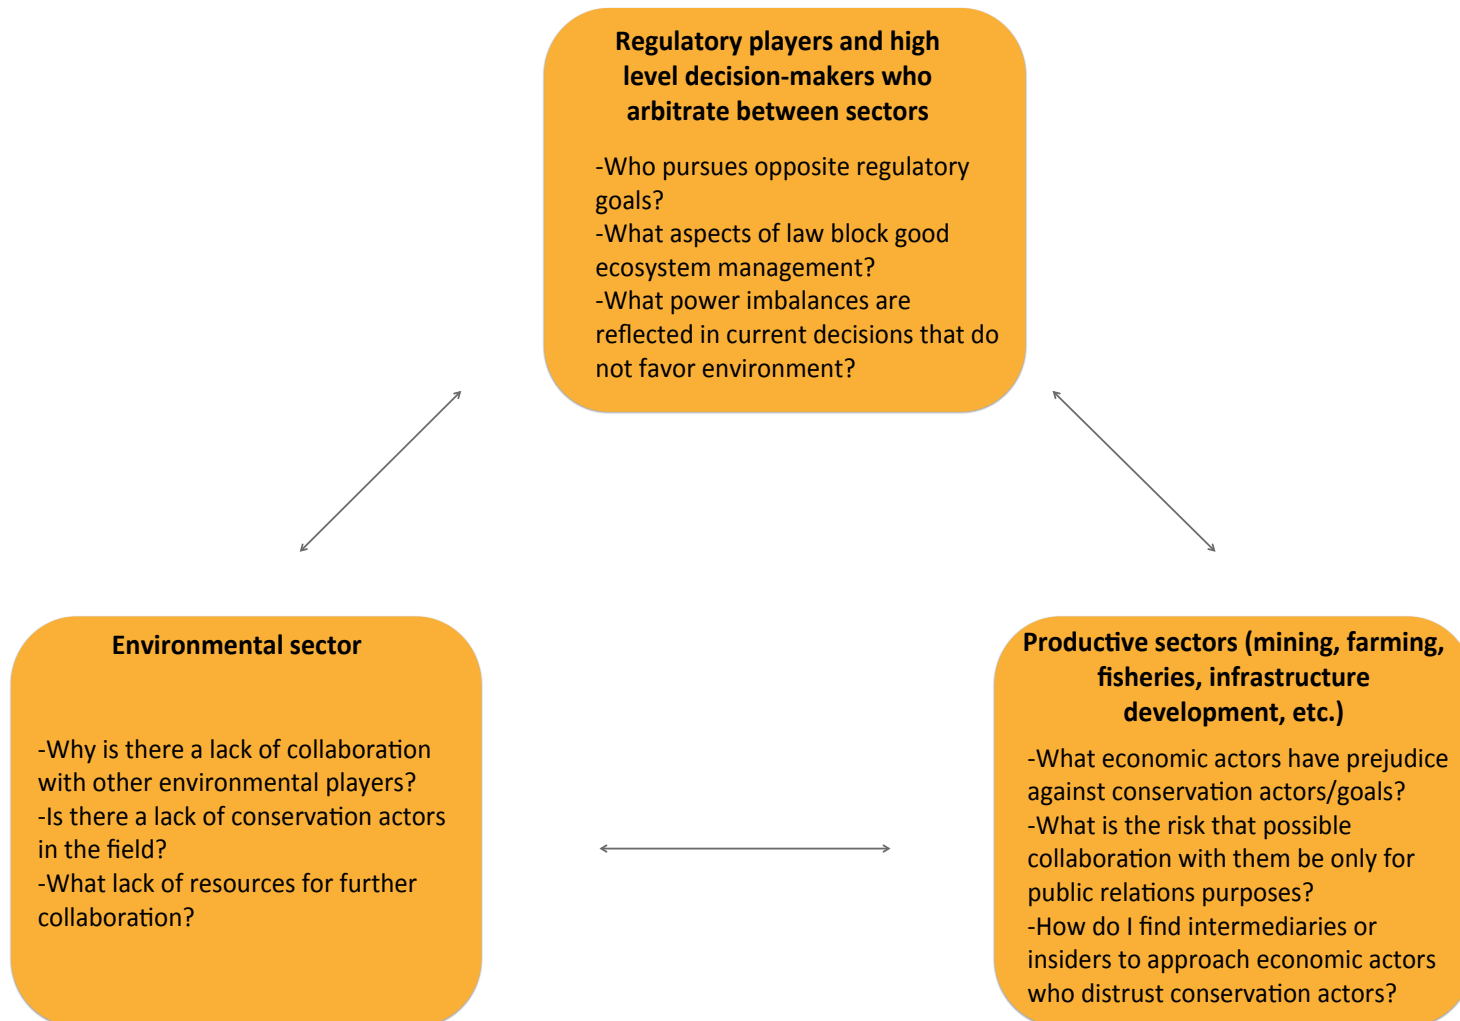 Regulatory players and high
level decision-makers who
arbitrate between sectors
-Who pursues opposite regulatory
goals?
-What aspects of law block good
ecosystem management?
-What power imbalances are
reflected in current decisions that do
not favor environment?
Environmental sector
-Why is there a lack of collaboration
with other environmental players?
-Is there a lack of conservation actors
in the field?
-What lack of resources for further
collaboration?
Productive sectors (mining, farming,
fisheries, infrastructure
development, etc.)
-What economic actors have prejudice
against conservation actors/goals?
-What is the risk that possible
collaboration with them be only for
public relations purposes?
-How do I find intermediaries or
insiders to approach economic actors
who distrust conservation actors?